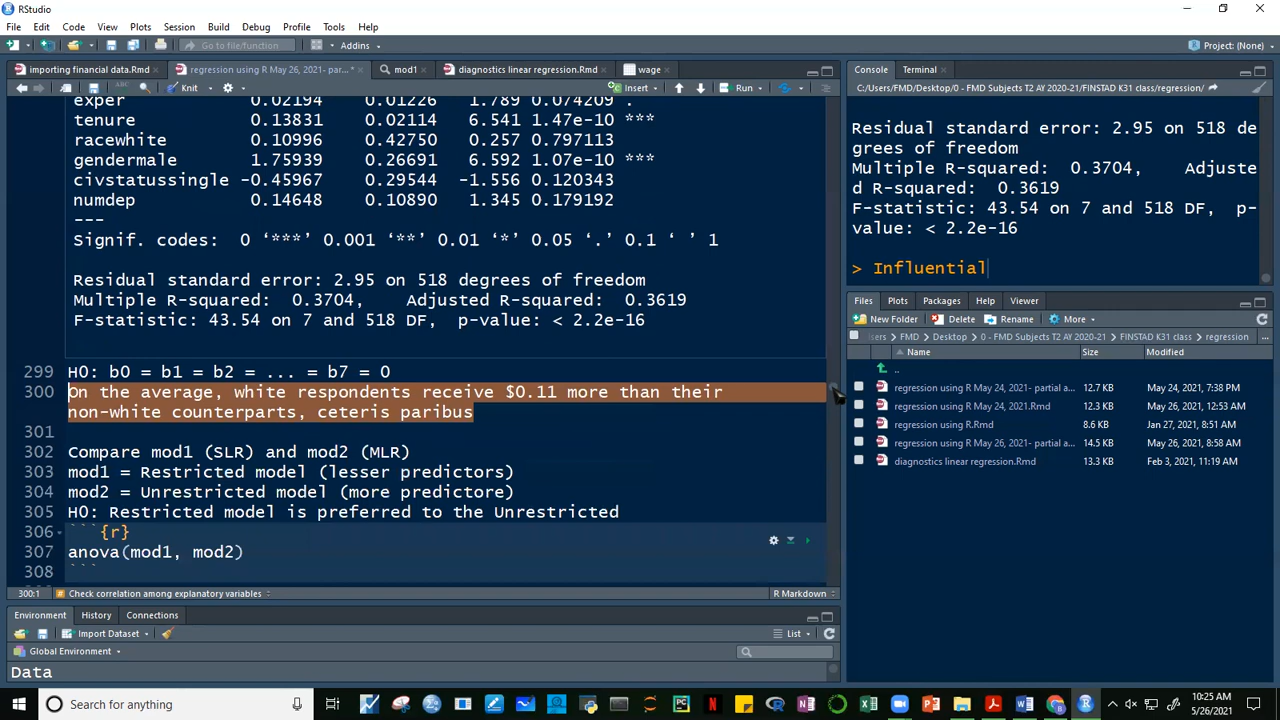 RStudio
File Edit Code View Plots Session Build Debug Profile Tools Help
Go to file/function Addins Project: (None)
importing financial data.Rmd regression using R May 26, 2021- par...* mod1 diagnostics linear regression.Rmd wage
Knit Insert Run
exper 0.02194 0.01226 1.789 0.074209 .
tenure 0.13831 0.02114 6.541 1.47e-10 ***
racewhite 0.10996 0.42750 0.257 0.797113
gendermale 1.75939 0.26691 6.592 1.07e-10 ***
civstatussingle -0.45967 0.29544 -1.556 0.120343
numdep 0.14648 0.10890 1.345 0.179192
---
Signif. codes: 0 ‘***’ 0.001 ‘**’ 0.01 ‘*’ 0.05 ‘.’ 0.1 ‘ ’ 1
Residual standard error: 2.95 on 518 degrees of freedom
Multiple R-squared: 0.3704, Adjusted R-squared: 0.3619
F-statistic: 43.54 on 7 and 518 DF, p-value: < 2.2e-16
299 H0: b0 = b1 = b2 = ... = b7 = 0
300 On the average, white respondents receive $0.11 more than their
non-white counterparts, ceteris paribus
301
302 Compare mod1 (SLR) and mod2 (MLR)
303 mod1 = Restricted model (lesser predictors)
304 mod2 = Unrestricted model (more predictore)
305 H0: Restricted model is preferred to the Unrestricted
306 ```{r}
307 anova(mod1, mod2)
308 ```
300:1 # Check correlation among explanatory variables R Markdown
Environment History Connections
Import Dataset List
Global Environment
Data
Console Terminal
C:/Users/FMD/Desktop/0 - FMD Subjects T2 AY 2020-21/FINSTAD K31 class/regression/
Residual standard error: 2.95 on 518 de
grees of freedom
Multiple R-squared: 0.3704, Adjuste
d R-squared: 0.3619
F-statistic: 43.54 on 7 and 518 DF, p-
value: < 2.2e-16
> Influential
Files Plots Packages Help Viewer
New Folder Delete Rename More
sers FMD Desktop 0 - FMD Subjects T2 AY 2020-21 FINSTAD K31 class regression ...
Name Size Modified
..
regression using R May 24, 2021- partial a... 12.7 KB May 24, 2021, 7:38 PM
regression using R May 24, 2021.Rmd 12.3 KB May 26, 2021, 12:53 AM
regression using R.Rmd 8.6 KB Jan 27, 2021, 8:51 AM
regression using R May 26, 2021- partial a... 14.5 KB May 26, 2021, 8:58 AM
diagnostics linear regression.Rmd 13.3 KB Feb 3, 2021, 11:19 AM
Type here to search
10:25 AM
5/26/2021